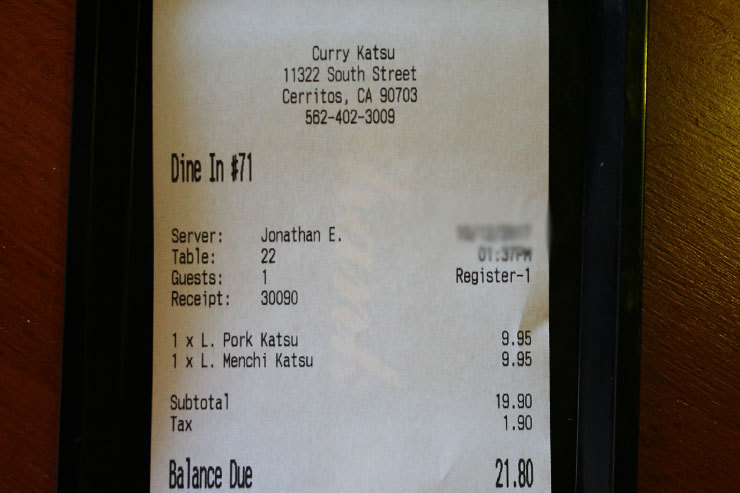 Curry Katsu
11322 South Street
Cerritos, CA 90703
562-402-3009
Dine In #71
Server: Jonathan E.
Table: 22 01:37PM
Guests: 1 Register-1
Receipt: 30090
1 x L. Pork Katsu 9.95
1 x L. Menchi Katsu 9.95
Subtotal 19.90
Tax 1.90
Balance Due 21.80